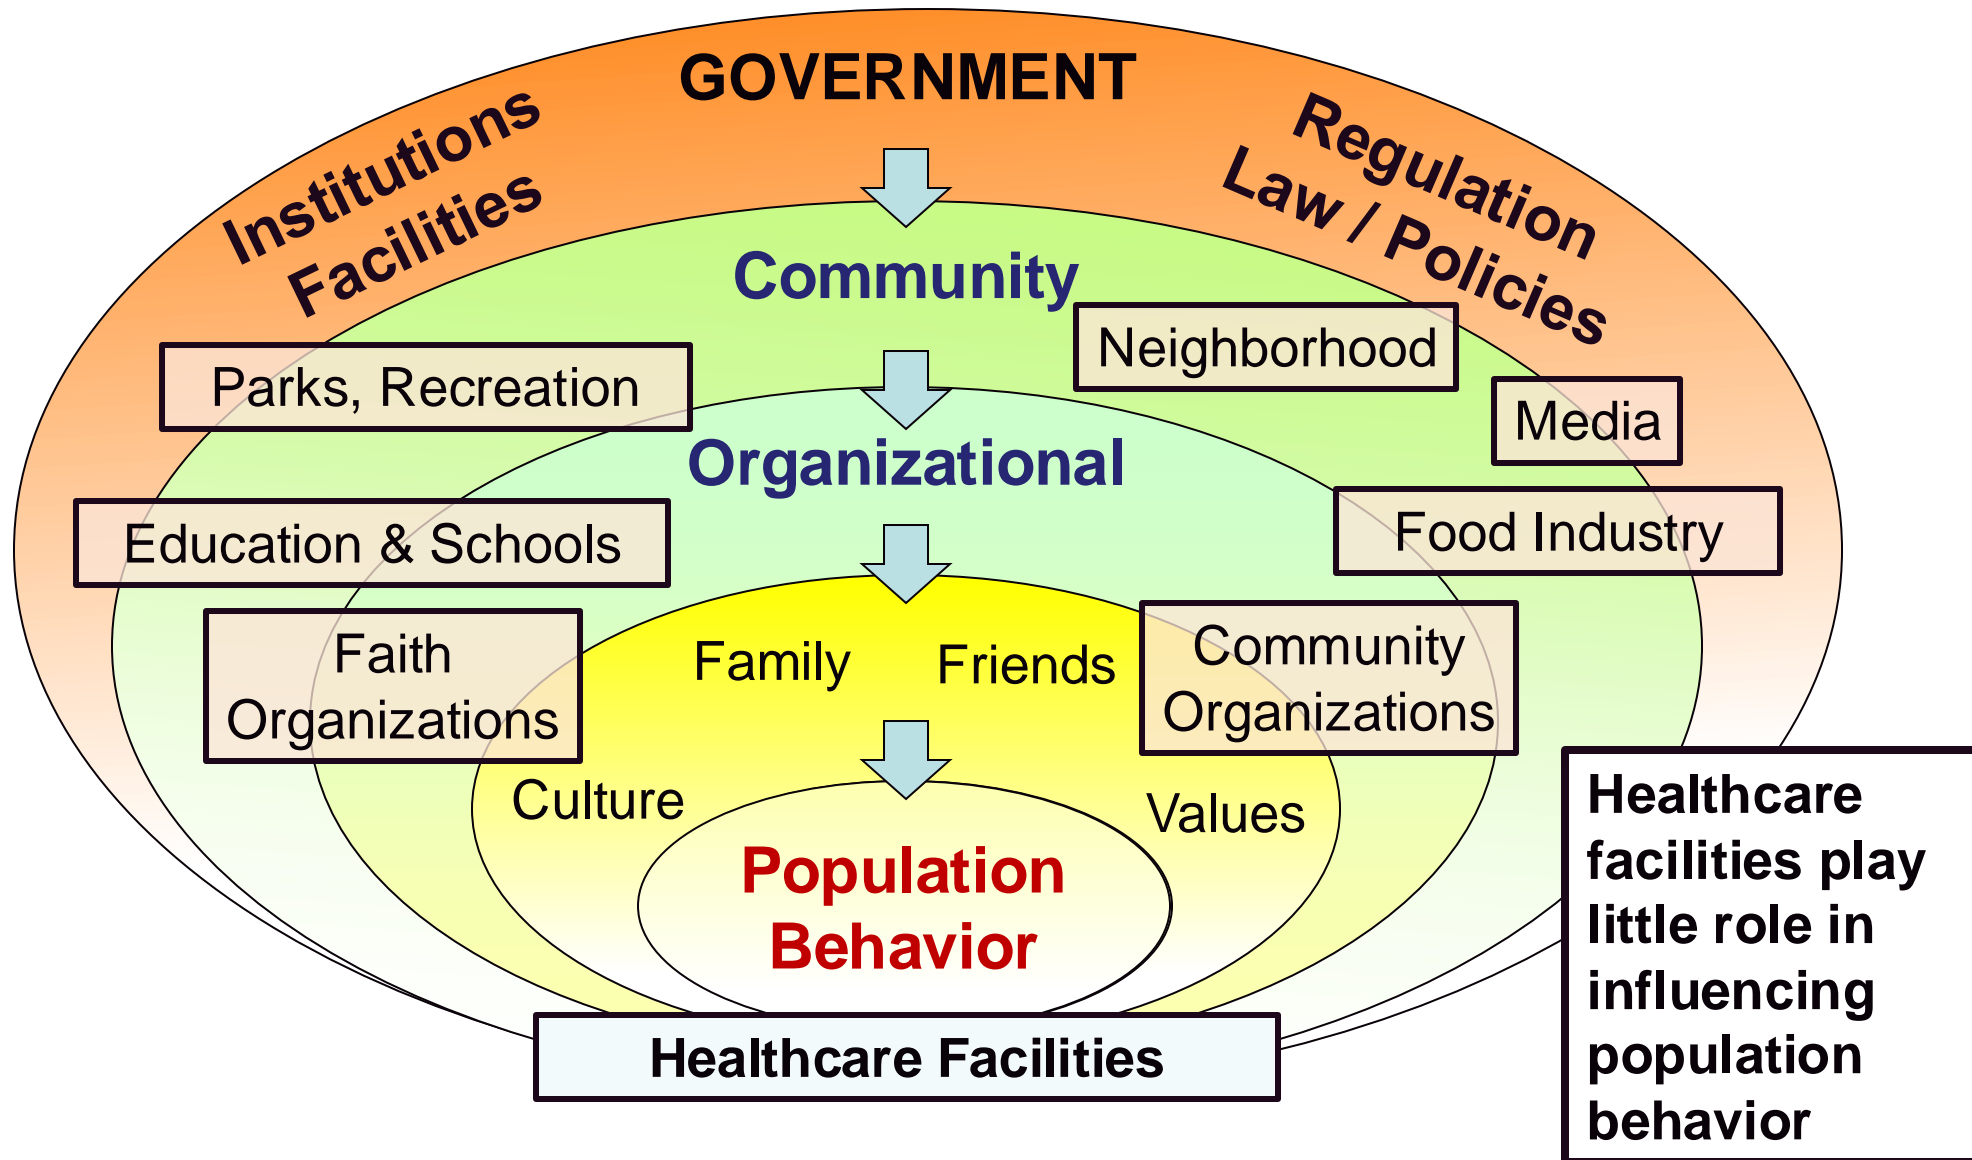 GOVERNMENT
Institutions
Facilities
Regulation
Law / Policies
Community
Neighborhood
Parks, Recreation
Media
Organizational
Education & Schools
Food Industry
Faith
Organizations
Family
Friends
Community
Organizations
Culture
Values
Population
Behavior
Healthcare Facilities
Healthcare
facilities play
little role in
influencing
population
behavior